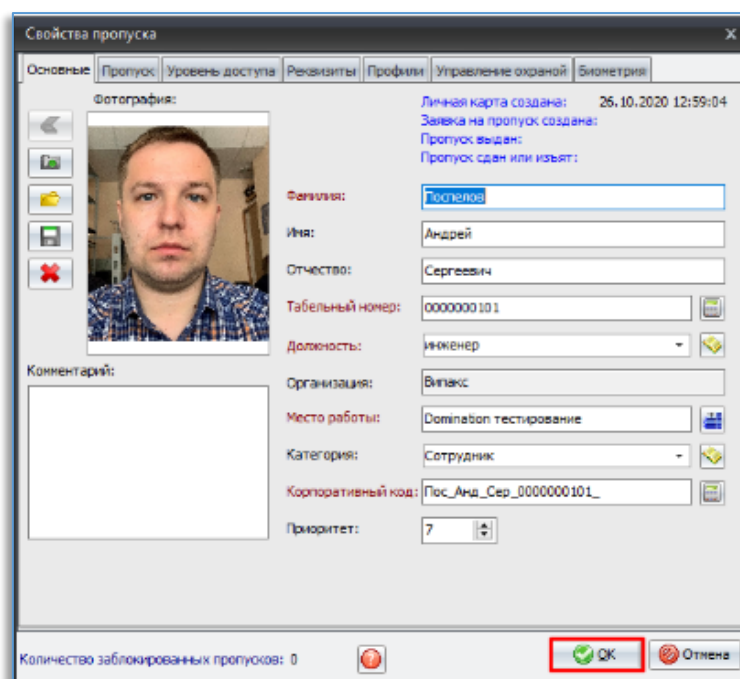 Свойства пропуска
Основные Пропуск Уровень доступа Реквизиты Профили Управление охраной Биометрия
Фотография:
Личная карта создана: 26.10.2020 12:59:04
Заявка на пропуск создана:
Пропуск выдан:
Пропуск сдан или изъят:
Фамилия: Поспелов
Имя: Андрей
Отчество: Сергеевич
Табельный номер: 0000000101
Должность: инженер
Комментарий:
Организация: Випакс
Место работы: Domination тестирование
Категория: Сотрудник
Корпоративный код: Пос_Анд_Сер_0000000101_
Приоритет: 7
Количество заблокированных пропусков: 0
OK Отмена